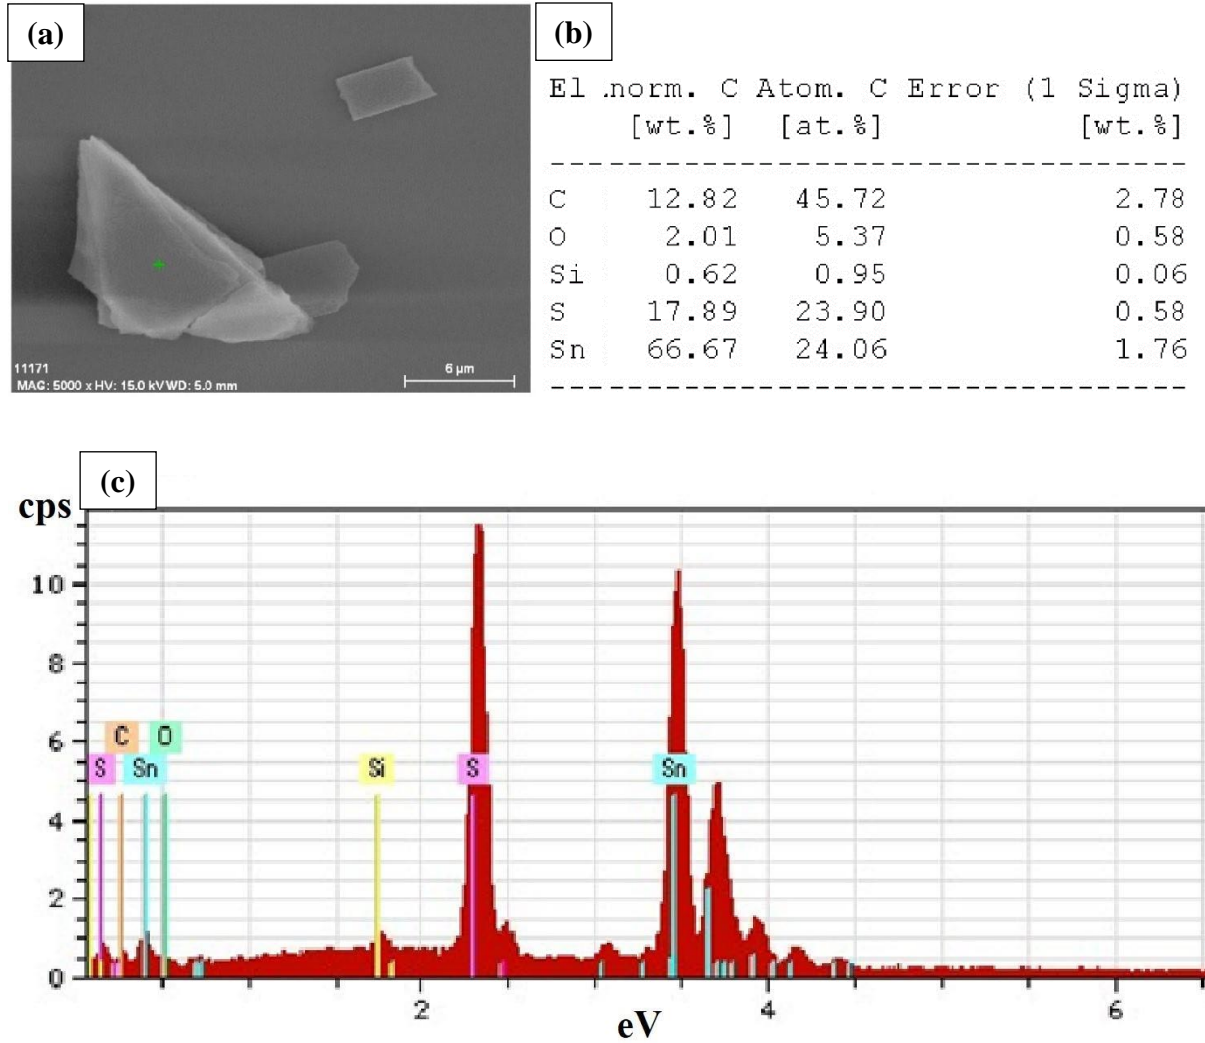 (a)
11171
MAG: 5000 x HV: 15.0 kV WD: 5.0 mm
6 µm
(b)
El .norm. C Atom. C Error (1 Sigma)
[wt.%] [at.%] [wt.%]
C 12.82 45.72 2.78
O 2.01 5.37 0.58
Si 0.62 0.95 0.06
S 17.89 23.90 0.58
Sn 66.67 24.06 1.76
(c)
cps
10
8
6
4
2
0
C O
S Sn Si S Sn
2 4 6
eV